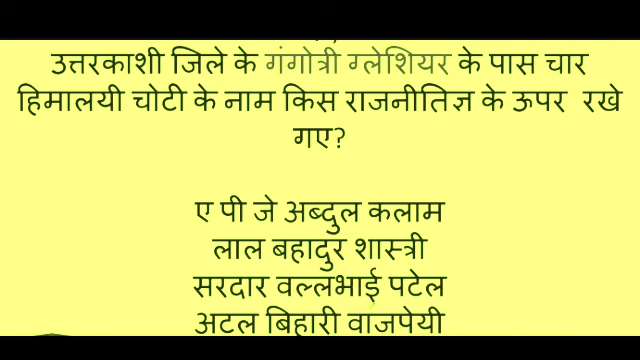 उत्तरकाशी जिले के गंगोत्री ग्लेशियर के पास चार
हिमालयी चोटी के नाम किस राजनीतिज्ञ के ऊपर रखे
गए?
ए पी जे अब्दुल कलाम
लाल बहादुर शास्त्री
सरदार वल्लभाई पटेल
अटल बिहारी वाजपेयी